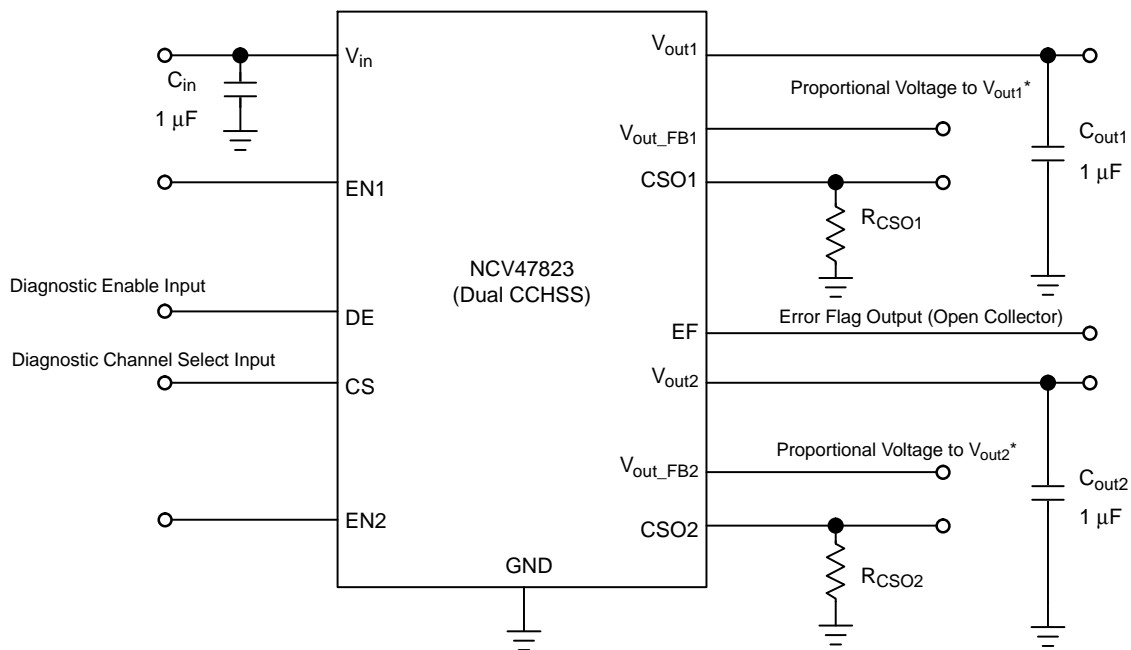 V_in
C_in
1 μF
EN1
Diagnostic Enable Input
DE
Diagnostic Channel Select Input
CS
EN2
NCV47823
(Dual CCHSS)
GND
V_out1
Proportional Voltage to V_out1*
V_out_FB1
C_out1
1 μF
CSO1
R_CSO1
Error Flag Output (Open Collector)
EF
V_out2
Proportional Voltage to V_out2*
V_out_FB2
C_out2
1 μF
CSO2
R_CSO2